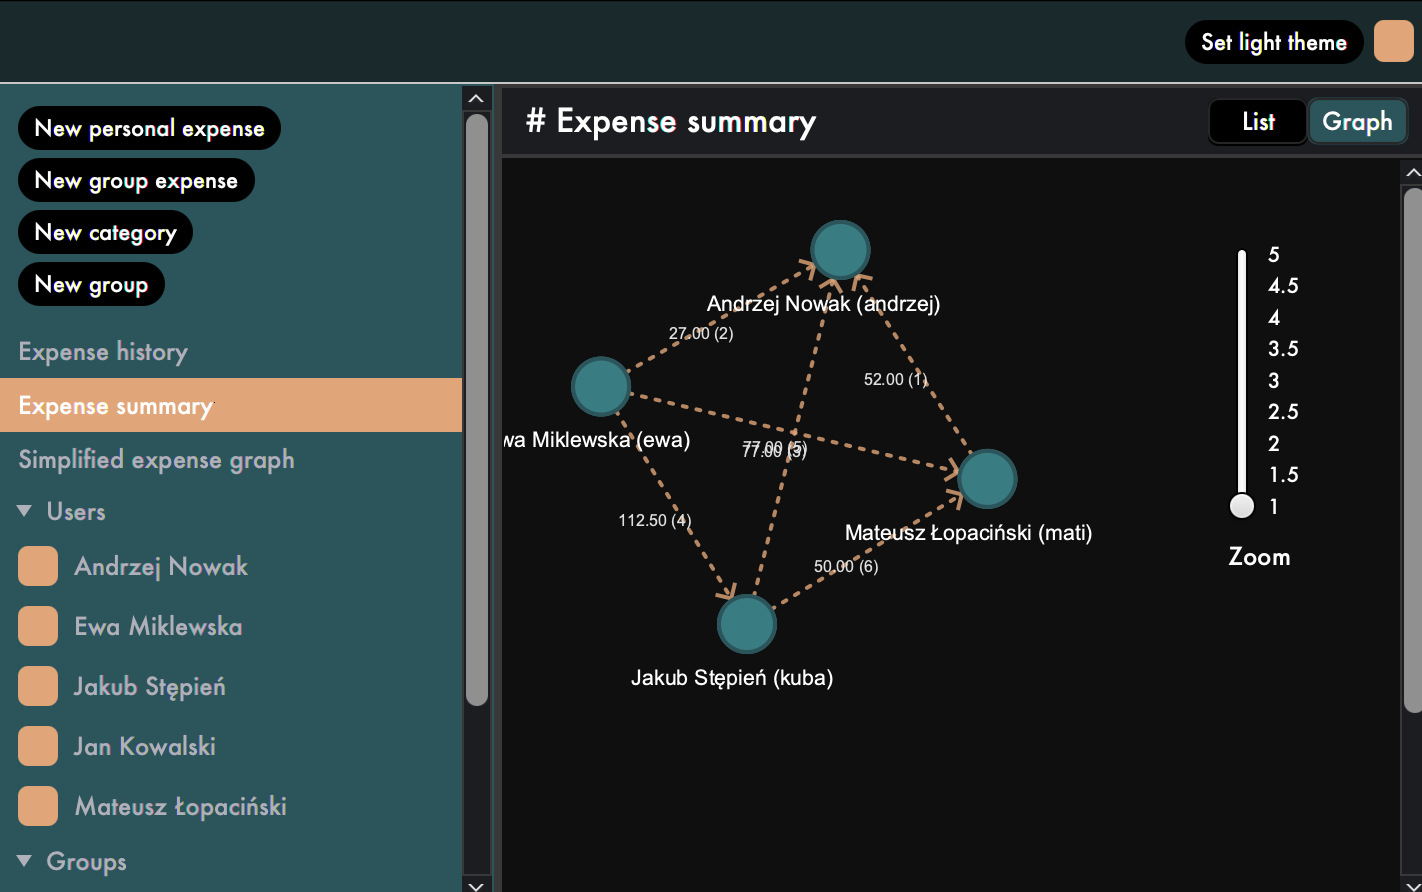 Set light theme
New personal expense
New group expense
New category
New group
Expense history
Expense summary
Simplified expense graph
▼ Users
Andrzej Nowak
Ewa Miklewska
Jakub Stępień
Jan Kowalski
Mateusz Łopaciński
▼ Groups
# Expense summary
List
Graph
Andrzej Nowak (andrzej)
27.00 (2)
52.00 (1)
wa Miklewska (ewa)
77.00
112.50 (4)
Mateusz Łopaciński (mati)
50.00 (6)
Jakub Stępień (kuba)
5
4.5
4
3.5
3
2.5
2
1.5
1
Zoom